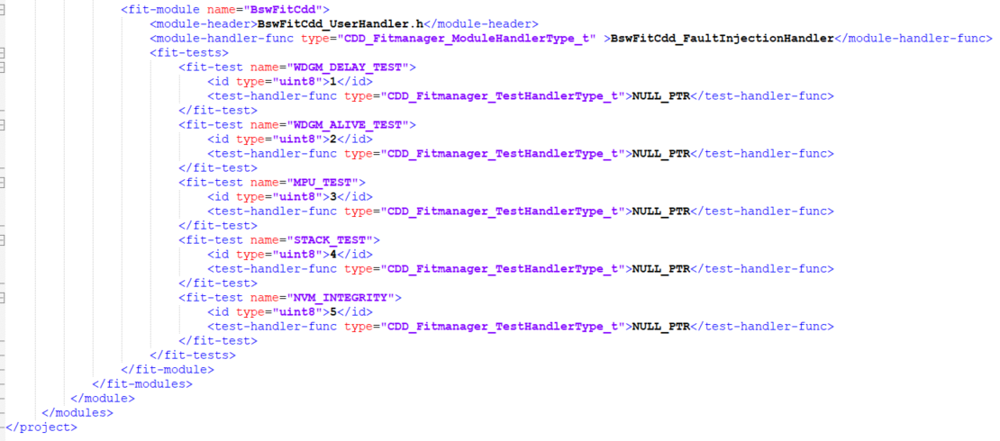 <fit-module name="BswFitCdd">
<module-header>BswFitCdd_UserHandler.h</module-header>
<module-handler-func type="CDD_Fitmanager_ModuleHandlerType_t" >BswFitCdd_FaultInjectionHandler</module-handler-func>
<fit-tests>
<fit-test name="WDGM_DELAY_TEST">
<id type="uint8">1</id>
<test-handler-func type="CDD_Fitmanager_TestHandlerType_t">NULL_PTR</test-handler-func>
</fit-test>
<fit-test name="WDGM_ALIVE_TEST">
<id type="uint8">2</id>
<test-handler-func type="CDD_Fitmanager_TestHandlerType_t">NULL_PTR</test-handler-func>
</fit-test>
<fit-test name="MPU_TEST">
<id type="uint8">3</id>
<test-handler-func type="CDD_Fitmanager_TestHandlerType_t">NULL_PTR</test-handler-func>
</fit-test>
<fit-test name="STACK_TEST">
<id type="uint8">4</id>
<test-handler-func type="CDD_Fitmanager_TestHandlerType_t">NULL_PTR</test-handler-func>
</fit-test>
<fit-test name="NVM_INTEGRITY">
<id type="uint8">5</id>
<test-handler-func type="CDD_Fitmanager_TestHandlerType_t">NULL_PTR</test-handler-func>
</fit-test>
</fit-tests>
</fit-module>
</fit-modules>
</module>
</modules>
</project>